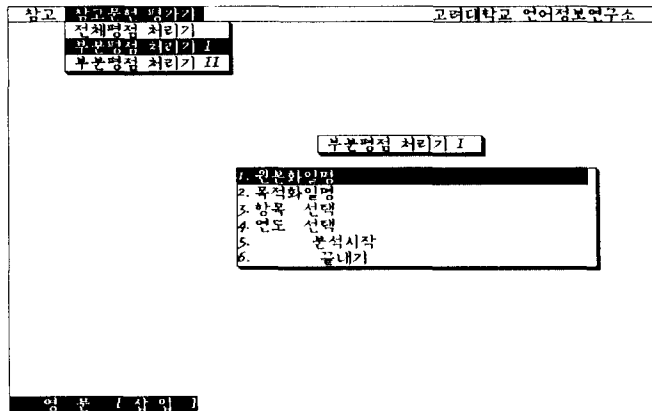 참고 참고문헌 평가기 고려대학교 언어정보연구소
전체평점 처리기
부분평점 처리기 I
부분평점 처리기 II
부분평점 처리기 I
1. 원본화일명
2. 목적화일명
3. 항목 선택
4. 연도 선택
5. 분석시작
6. 끝내기
영 문 [ 삽 입 ]